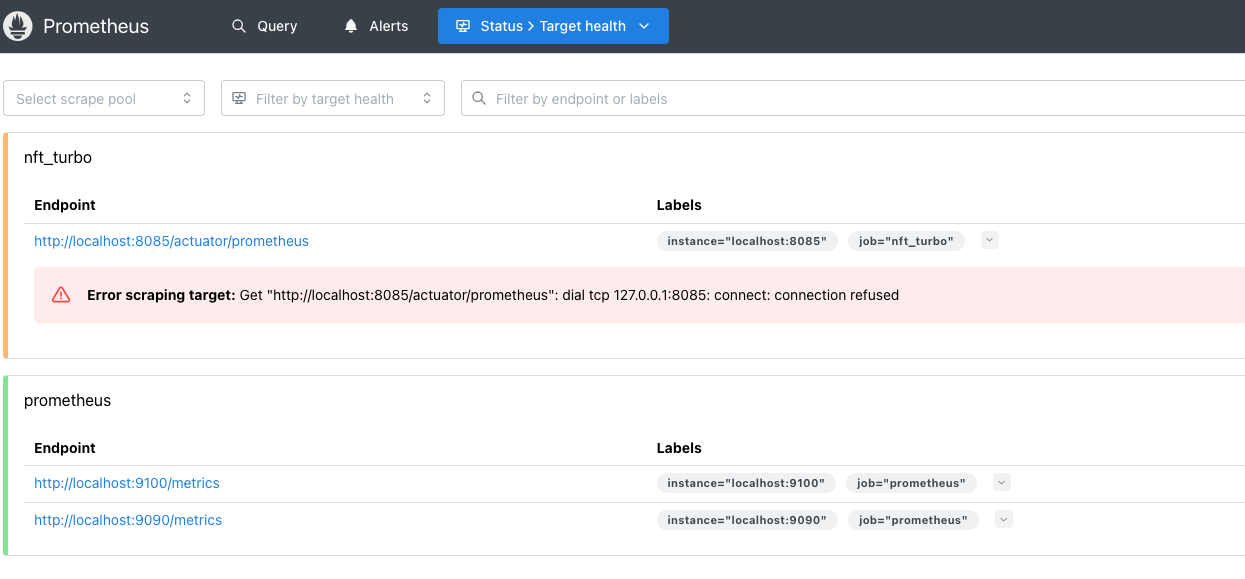 Prometheus Query Alerts Status > Target health
Select scrape pool Filter by target health Filter by endpoint or labels
nft_turbo
Endpoint Labels
http://localhost:8085/actuator/prometheus instance="localhost:8085" job="nft_turbo"
Error scraping target: Get "http://localhost:8085/actuator/prometheus": dial tcp 127.0.0.1:8085: connect: connection refused
prometheus
Endpoint Labels
http://localhost:9100/metrics instance="localhost:9100" job="prometheus"
http://localhost:9090/metrics instance="localhost:9090" job="prometheus"